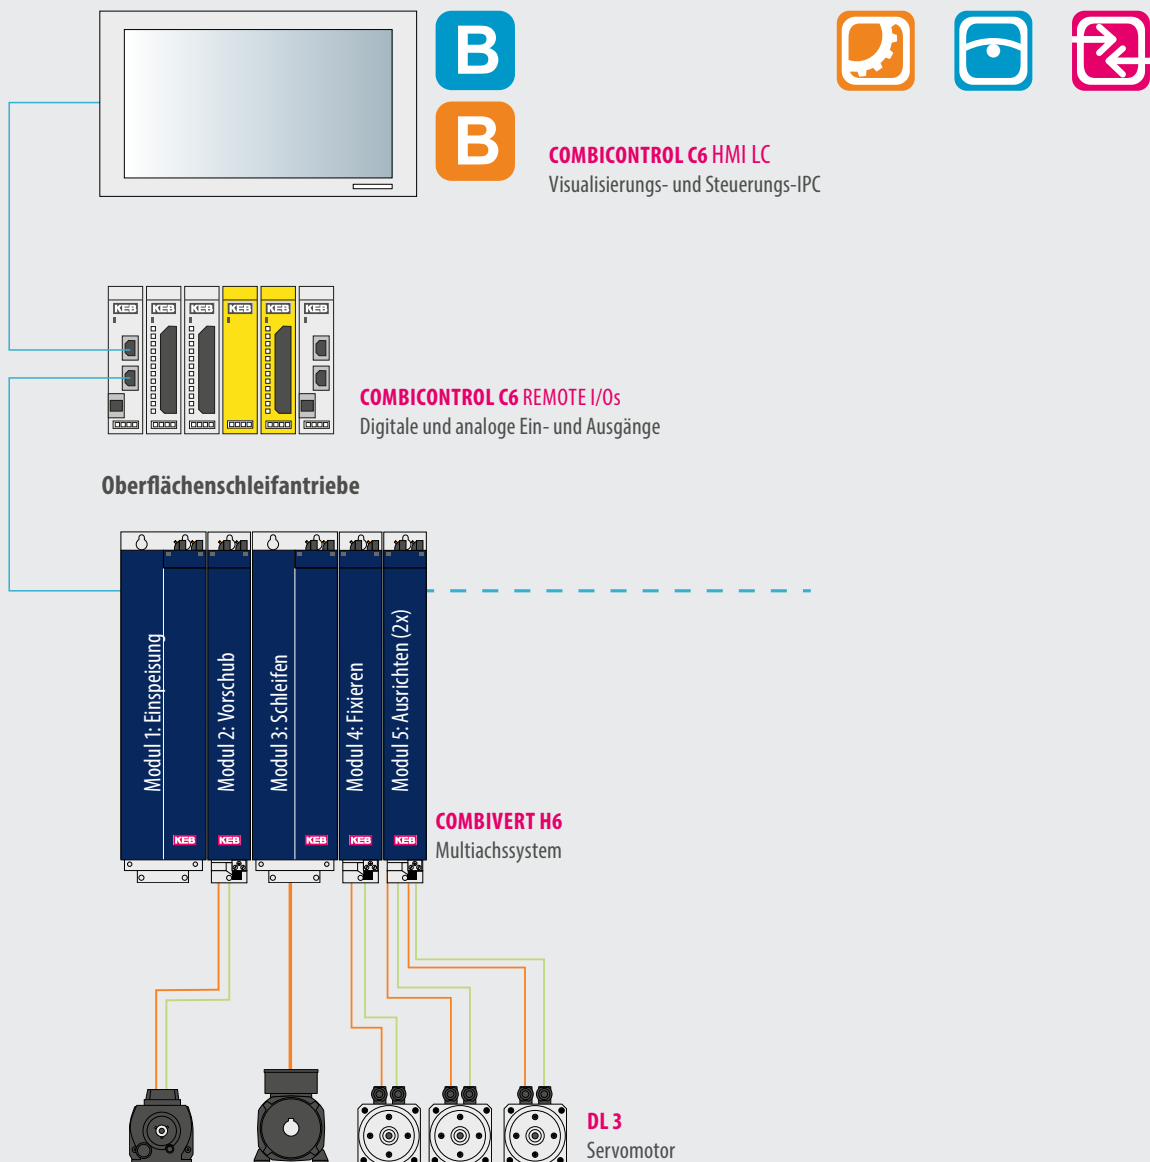 B
B
COMBICONTROL C6 HMI LC
Visualisierungs- und Steuerungs-IPC
KEB KEB KEB KEB KEB KEB
COMBICONTROL C6 REMOTE I/Os
Digitale und analoge Ein- und Ausgänge
Oberflächenschleifantriebe
Modul 1: Einspeisung
Modul 2: Vorschub
Modul 3: Schleifen
Modul 4: Fixieren
Modul 5: Ausrichten (2x)
KEB KEB KEB KEB KEB
COMBIVERT H6
Multiachssystem
DL 3
Servomotor